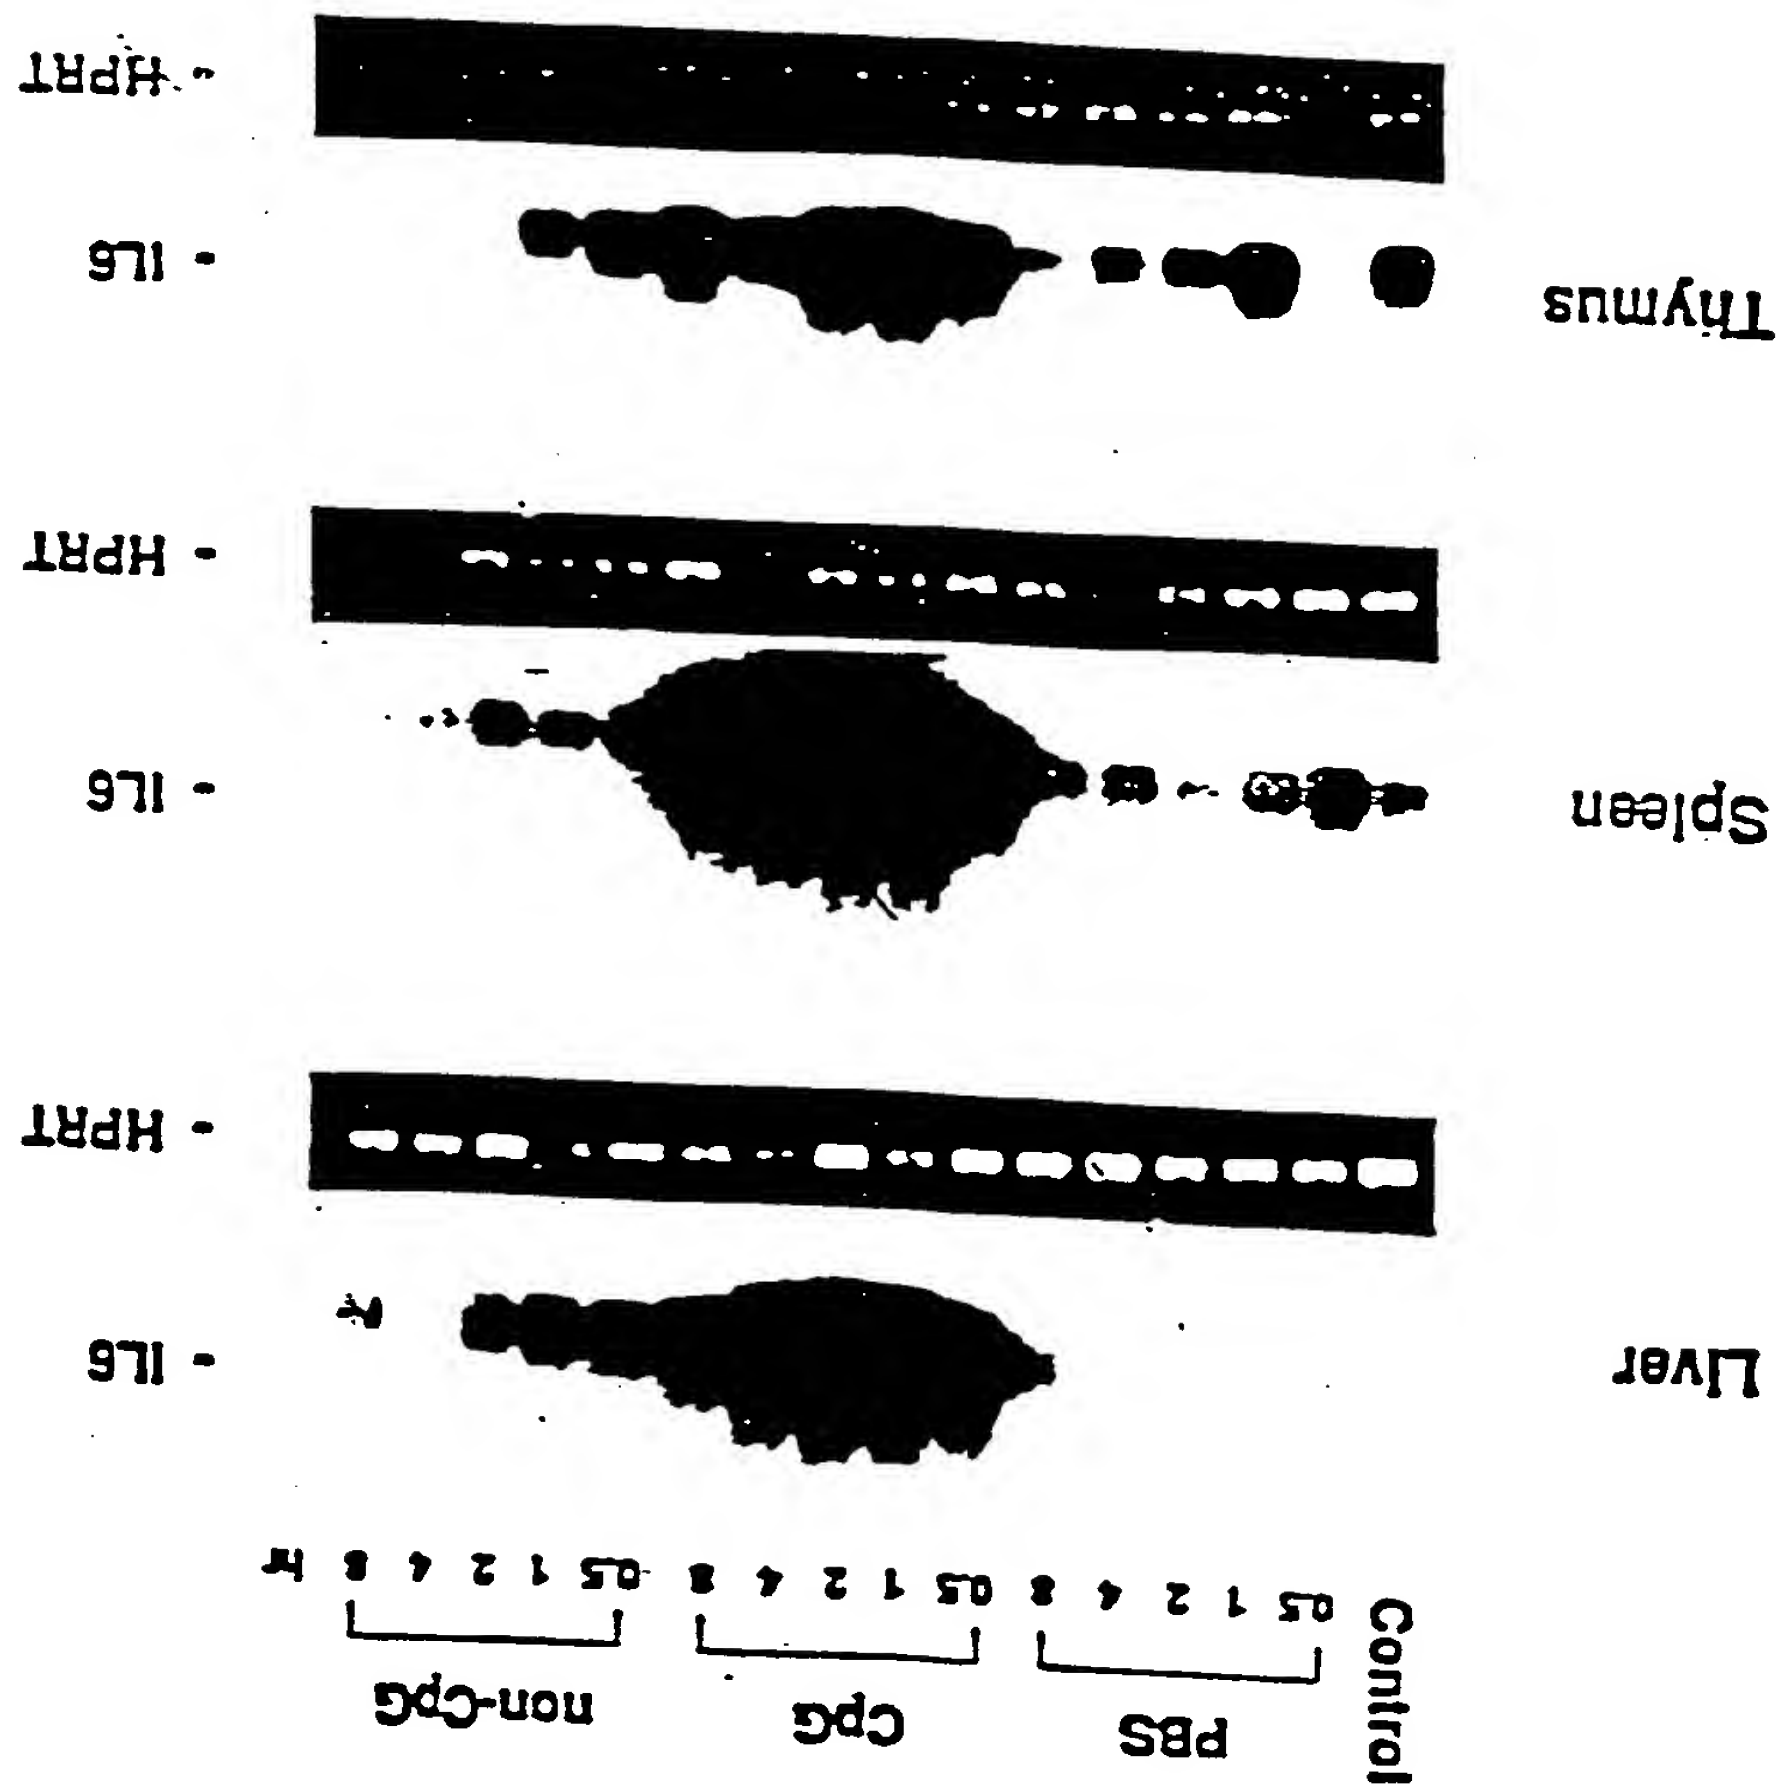 Control
PBS
CpG
non-CpG
0.5 1 2 4 8 0.5 1 2 4 8 0.5 1 2 4 8 hr
Liver
IL6 -
HPRT -
Spleen
IL6 -
HPRT -
Thymus
IL6 -
HPRT -